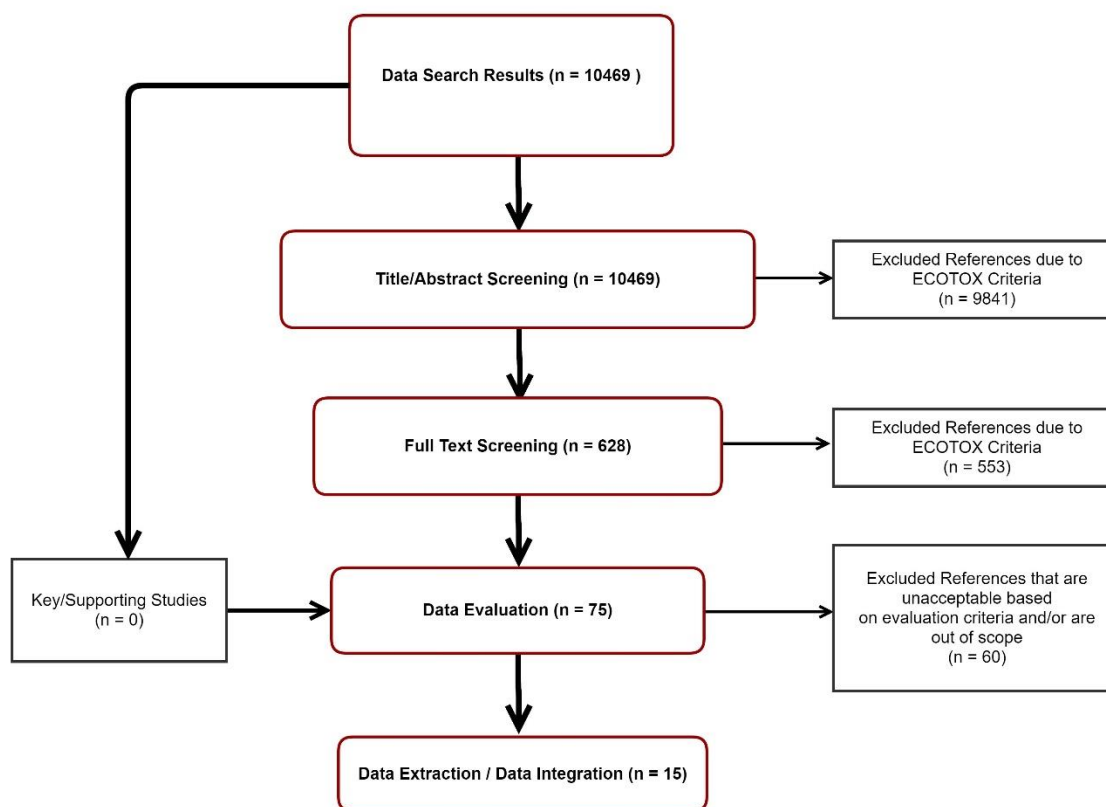 Data Search Results (n = 10469 )
Title/Abstract Screening (n = 10469)
Excluded References due to
ECOTOX Criteria
(n = 9841)
Full Text Screening (n = 628)
Excluded References due to
ECOTOX Criteria
(n = 553)
Key/Supporting Studies
(n = 0)
Data Evaluation (n = 75)
Excluded References that are
unacceptable based
on evaluation criteria and/or are
out of scope
(n = 60)
Data Extraction / Data Integration (n = 15)